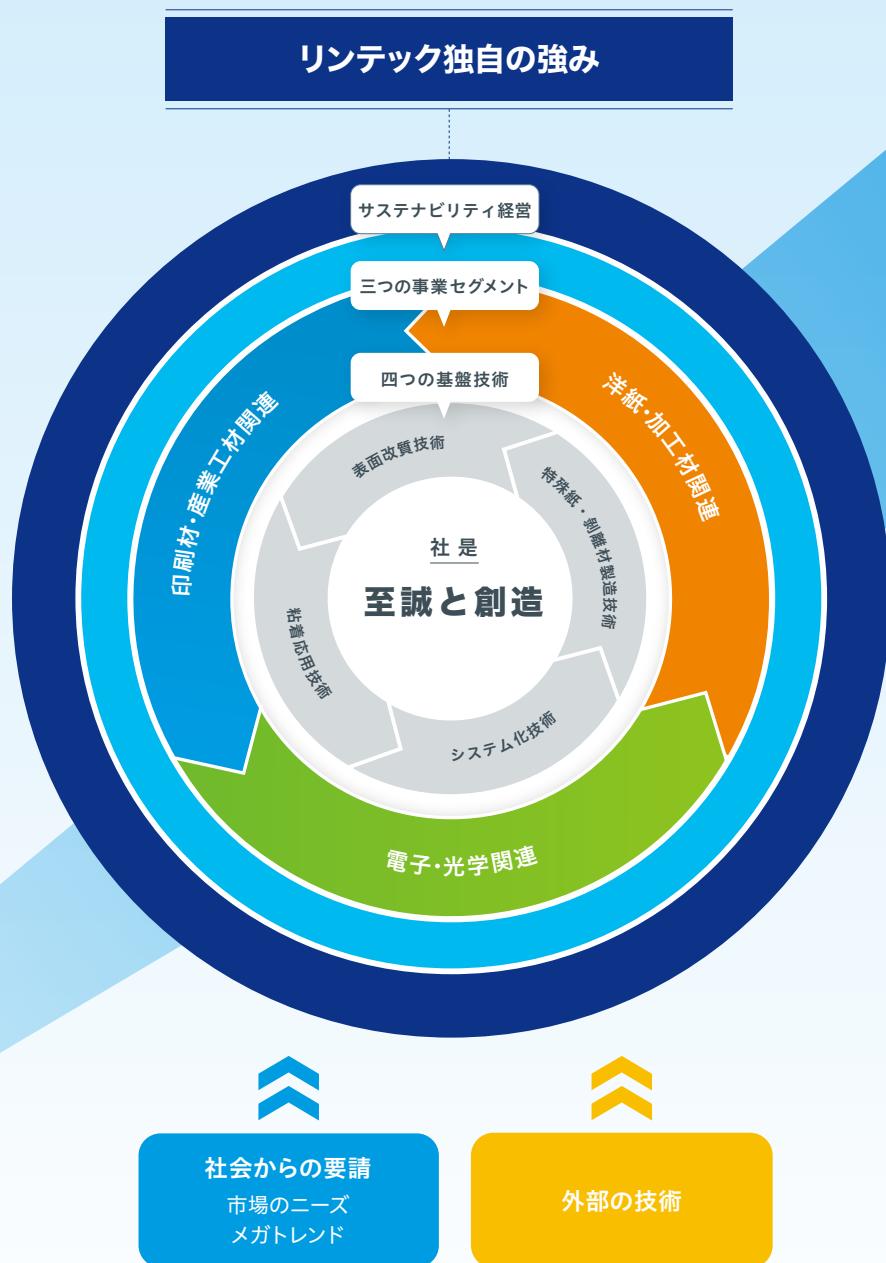 リンテック独自の強み
サステナビリティ経営
三つの事業セグメント
四つの基盤技術
印刷材・産業工材関連
洋紙・加工材関連
電子・光学関連
表面改質技術
特殊紙・剝離材製造技術
粘着応用技術
システム化技術
社是
至誠と創造
社会からの要請
市場のニーズ
メガトレンド
外部の技術